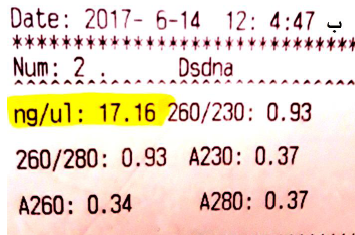 Date: 2017- 6-14 12: 4:47 ب
*********************************
Num: 2 . Dsdna
ng/ul: 17.16 260/230: 0.93
260/280: 0.93 A230: 0.37
A260: 0.34 A280: 0.37